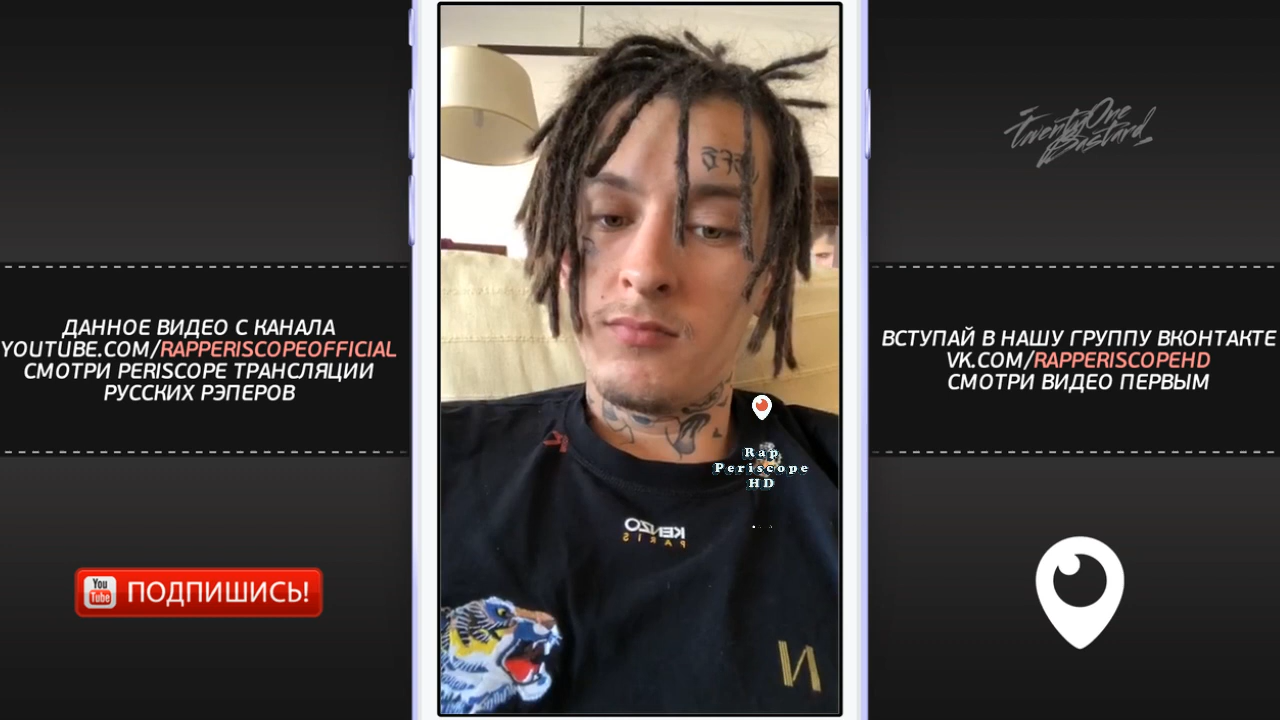 ДАННОЕ ВИДЕО С КАНАЛА
YOUTUBE.COM/RAPPERISCOPEOFFICIAL
СМОТРИ PERISCOPE ТРАНСЛЯЦИИ
РУССКИХ РЭПЕРОВ
You
Tube
ПОДПИШИСЬ!
Rap
Periscope
HD
KENZO
PARIS
TwentyOne
Bastard
ВСТУПАЙ В НАШУ ГРУППУ ВКОНТАКТЕ
VK.COM/RAPPERISCOPEHD
СМОТРИ ВИДЕО ПЕРВЫМ